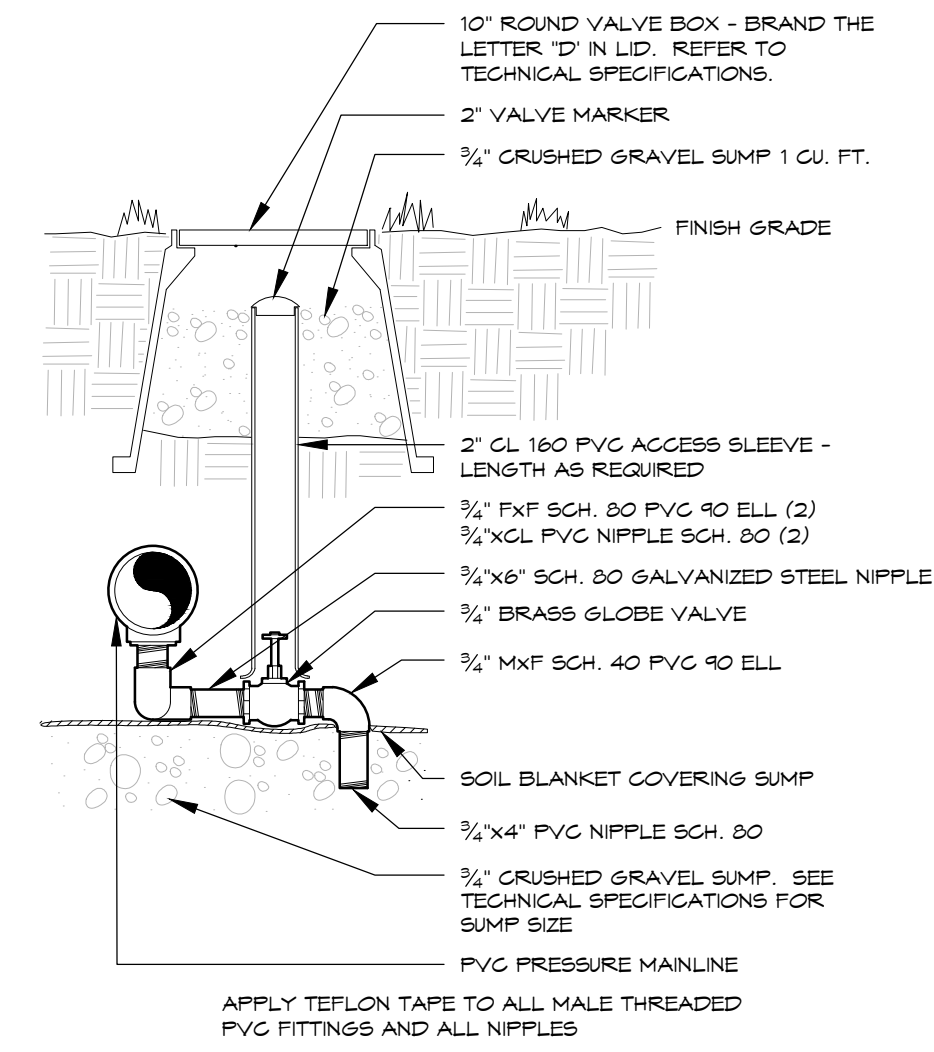 10" ROUND VALVE BOX - BRAND THE
LETTER "D' IN LID. REFER TO
TECHNICAL SPECIFICATIONS.
2" VALVE MARKER
3/4" CRUSHED GRAVEL SUMP 1 CU. FT.
FINISH GRADE
2" CL 160 PVC ACCESS SLEEVE -
LENGTH AS REQUIRED
3/4" FxF SCH. 80 PVC 90 ELL (2)
3/4"xCL PVC NIPPLE SCH. 80 (2)
3/4"x6" SCH. 80 GALVANIZED STEEL NIPPLE
3/4" BRASS GLOBE VALVE
3/4" MxF SCH. 40 PVC 90 ELL
SOIL BLANKET COVERING SUMP
3/4"x4" PVC NIPPLE SCH. 80
3/4" CRUSHED GRAVEL SUMP. SEE
TECHNICAL SPECIFICATIONS FOR
SUMP SIZE
PVC PRESSURE MAINLINE
APPLY TEFLON TAPE TO ALL MALE THREADED
PVC FITTINGS AND ALL NIPPLES